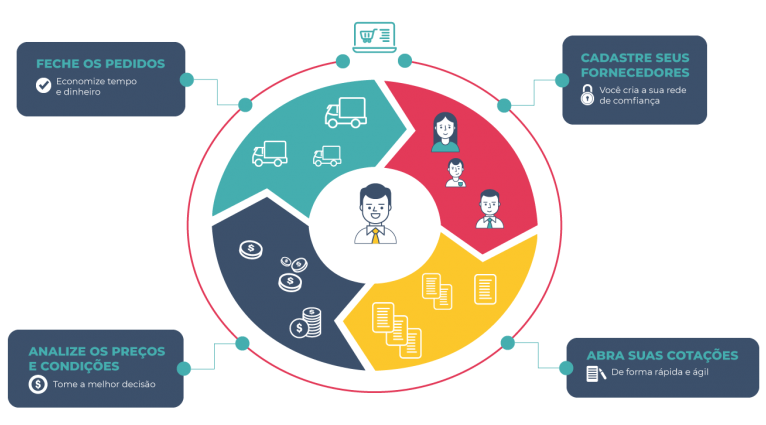 FECHE OS PEDIDOS
Economize tempo
e dinheiro
CADASTRE SEUS
FORNECEDORES
Você cria a sua rede
de comfiança
ANALIZE OS PREÇOS
E CONDIÇÕES
Tome a melhor decisão
ABRA SUAS COTAÇÕES
De forma rápida e ágil